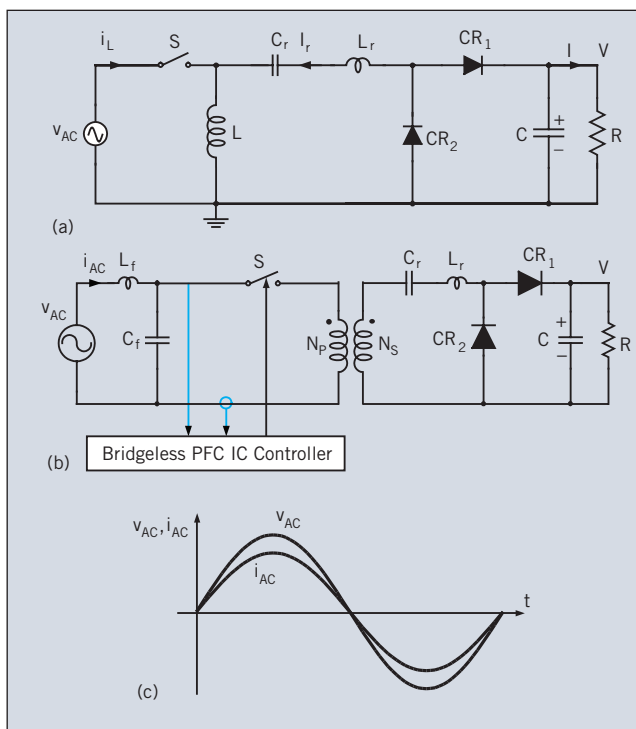 i_L S C_r I_r L_r CR_1 I V
v_AC L CR_2 C + − R
(a)
i_AC L_f S C_r L_r CR_1 V
v_AC C_f N_P N_S CR_2 C + − R
Bridgeless PFC IC Controller
(b)
v_AC, i_AC v_AC
i_AC
t
(c)